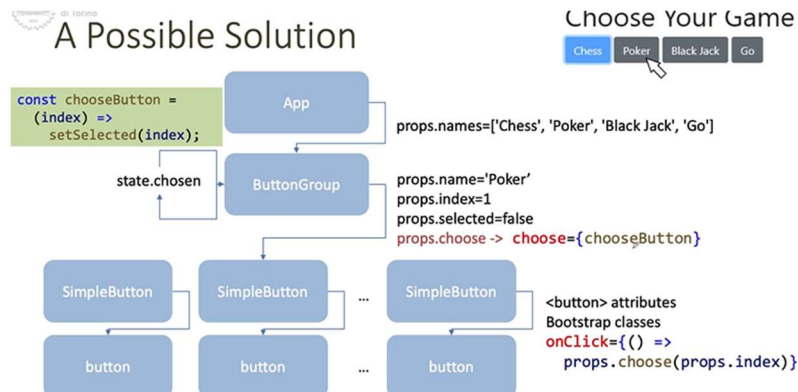 di Torino
A Possible Solution
Choose Your Game
Chess Poker Black Jack Go
const chooseButton =
(index) =>
setSelected(index);
App
props.names=['Chess', 'Poker', 'Black Jack', 'Go']
state.chosen
ButtonGroup
props.name='Poker’
props.index=1
props.selected=false
props.choose -> choose={chooseButton}
SimpleButton SimpleButton ... SimpleButton
<button> attributes
Bootstrap classes
onClick={() =>
props.choose(props.index)}
button button ... button